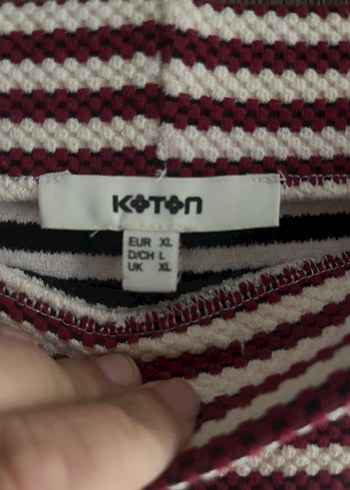 KOTON
EUR XL
D/CH L
UK XL